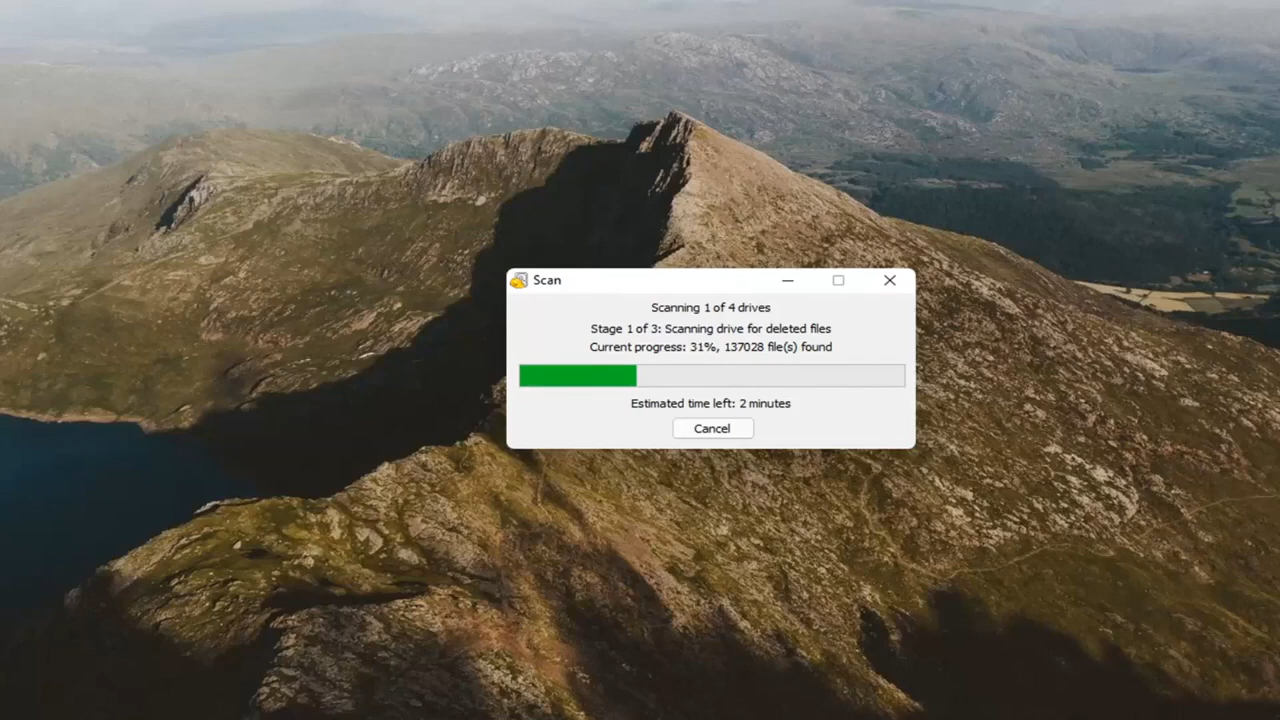 Scan
Scanning 1 of 4 drives
Stage 1 of 3: Scanning drive for deleted files
Current progress: 31%, 137028 file(s) found
Estimated time left: 2 minutes
Cancel